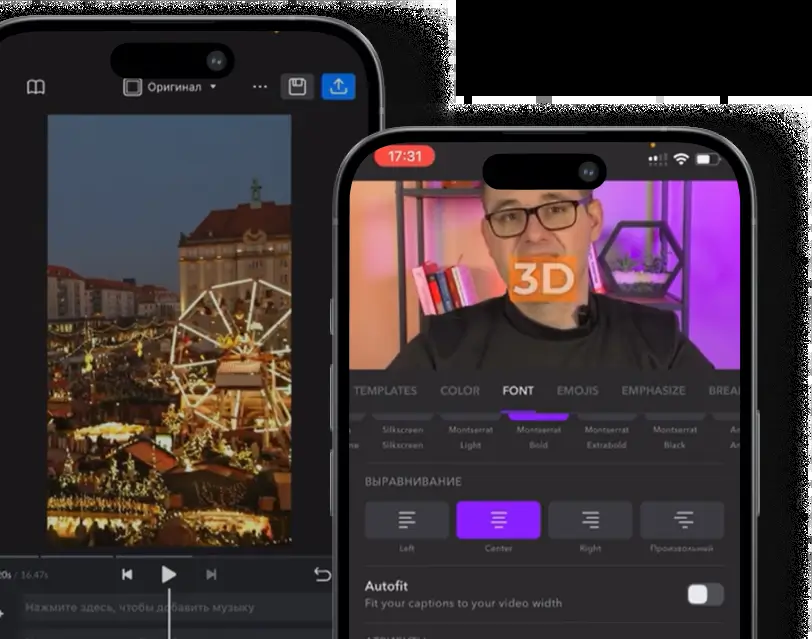 Оригинал
17:31
3D
TEMPLATES COLOR FONT EMOJIS EMPHASIZE BREA
Silkscreen Montserrat Montserrat Montserrat Montserrat
Silkscreen Light Bold Extrabold Black
ВЫРАВНИВАНИЕ
Left Center Right Произвольный
Autofit
Fit your captions to your video width
0s / 16.47s
Нажмите здесь, чтобы добавить музыку